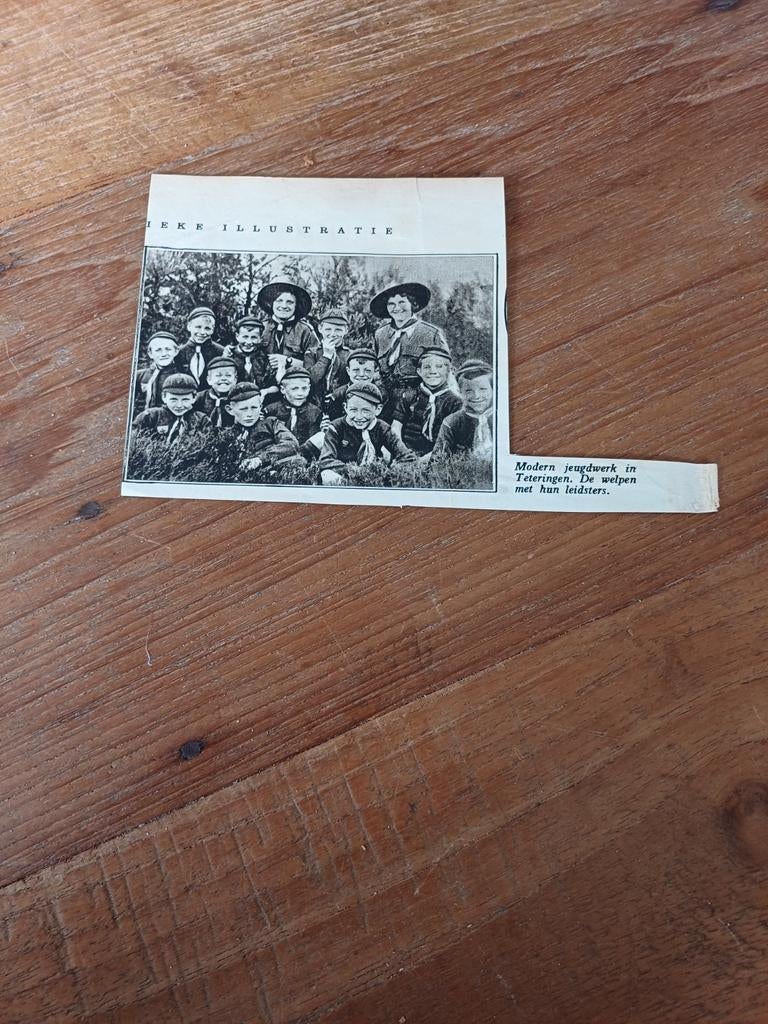 IEKE ILLUSTRATIE
Modern jeugdwerk in
Teteringen. De welpen
met hun leidsters.